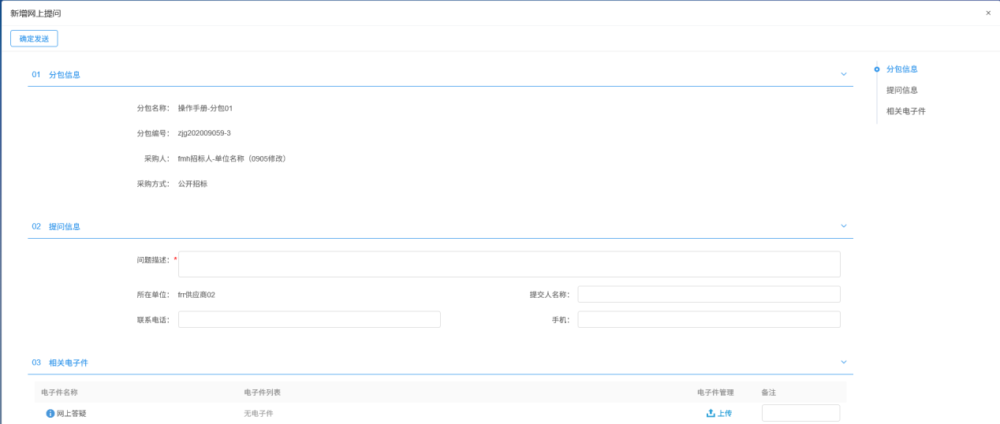 新增网上提问 ×
确定发送
01 分包信息
分包名称： 操作手册-分包01
分包编号： zjg202009059-3
采购人： fmh招标人-单位名称（0905修改）
采购方式： 公开招标
02 提问信息
问题描述：*
所在单位： frr供应商02 提交人名称：
联系电话： 手机：
03 相关电子件
电子件名称 电子件列表 电子件管理 备注
网上答疑 无电子件 上传
分包信息
提问信息
相关电子件